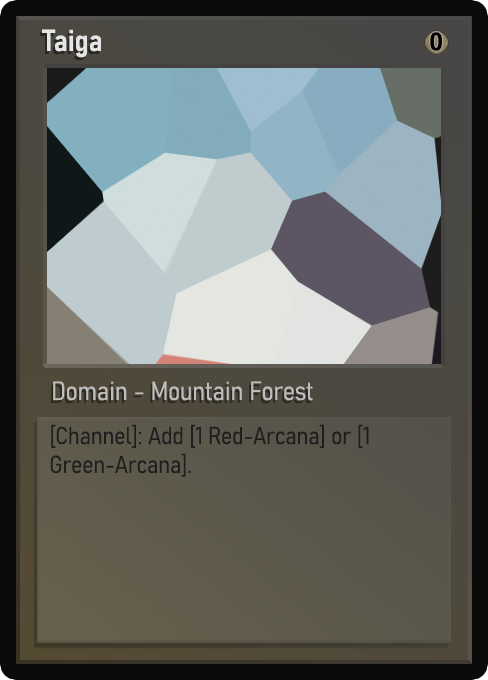 Taiga
0
Domain - Mountain Forest
[Channel]: Add [1 Red-Arcana] or [1
Green-Arcana].